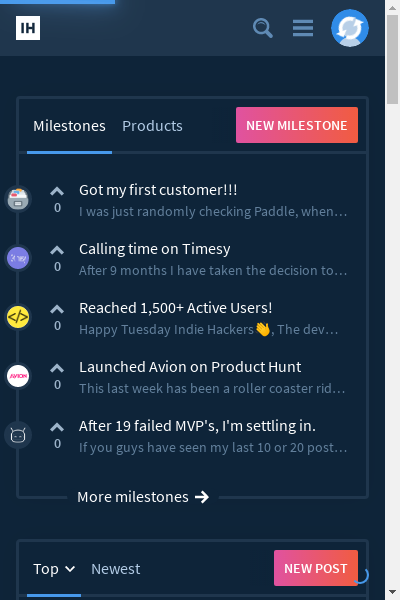 IH
Milestones Products NEW MILESTONE
Got my first customer!!!
0 I was just randomly checking Paddle, when…
Calling time on Timesy
0 After 9 months I have taken the decision to…
Reached 1,500+ Active Users!
</> 0 Happy Tuesday Indie Hackers👋, The dev…
Launched Avion on Product Hunt
AVION 0 This last week has been a roller coaster rid…
After 19 failed MVP's, I'm settling in.
0 If you guys have seen my last 10 or 20 post…
More milestones
Top Newest NEW POST